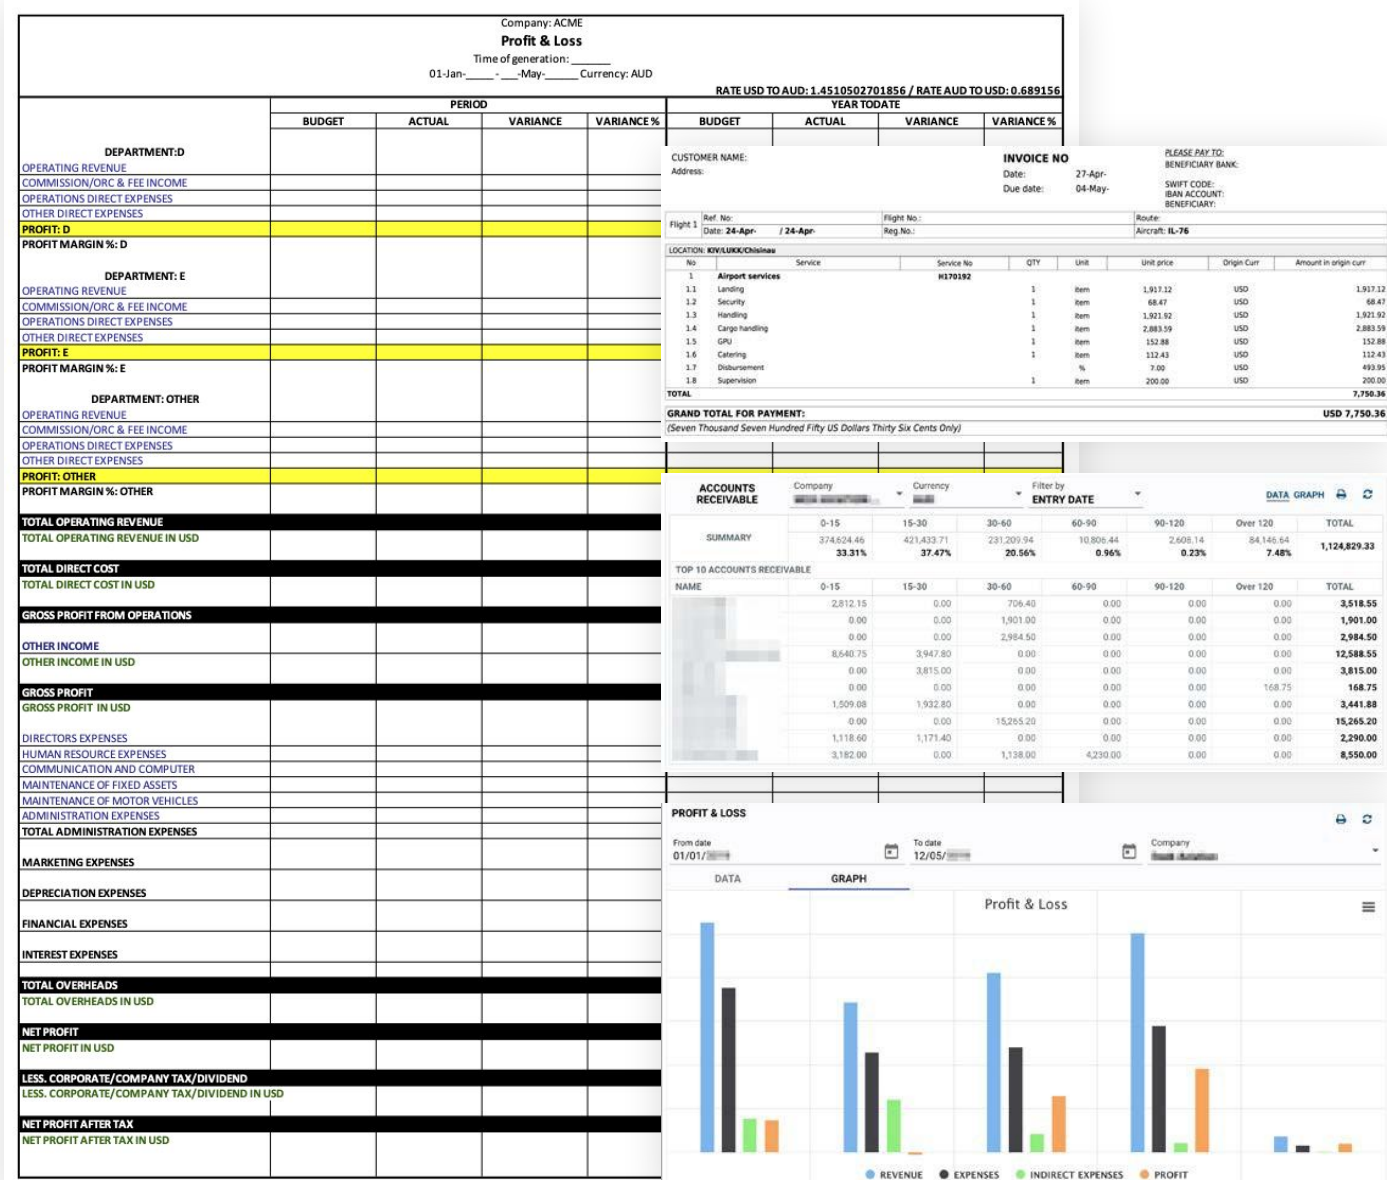 Company: ACME
Profit & Loss
Time of generation: ______
01-Jan-____ - ___-May-_____ Currency: AUD
RATE USD TO AUD: 1.4510502701856 / RATE AUD TO USD: 0.689156
PERIOD YEAR TODATE
BUDGET ACTUAL VARIANCE VARIANCE % BUDGET ACTUAL VARIANCE VARIANCE %
DEPARTMENT:D
OPERATING REVENUE
COMMISSION/ORC & FEE INCOME
OPERATIONS DIRECT EXPENSES
OTHER DIRECT EXPENSES
PROFIT: D
PROFIT MARGIN %: D
DEPARTMENT: E
OPERATING REVENUE
COMMISSION/ORC & FEE INCOME
OPERATIONS DIRECT EXPENSES
OTHER DIRECT EXPENSES
PROFIT: E
PROFIT MARGIN %: E
DEPARTMENT: OTHER
OPERATING REVENUE
COMMISSION/ORC & FEE INCOME
OPERATIONS DIRECT EXPENSES
OTHER DIRECT EXPENSES
PROFIT: OTHER
PROFIT MARGIN %: OTHER
TOTAL OPERATING REVENUE
TOTAL OPERATING REVENUE IN USD
TOTAL DIRECT COST
TOTAL DIRECT COST IN USD
GROSS PROFIT FROM OPERATIONS
OTHER INCOME
OTHER INCOME IN USD
GROSS PROFIT
GROSS PROFIT IN USD
DIRECTORS EXPENSES
HUMAN RESOURCE EXPENSES
COMMUNICATION AND COMPUTER
MAINTENANCE OF FIXED ASSETS
MAINTENANCE OF MOTOR VEHICLES
ADMINISTRATION EXPENSES
TOTAL ADMINISTRATION EXPENSES
MARKETING EXPENSES
DEPRECIATION EXPENSES
FINANCIAL EXPENSES
INTEREST EXPENSES
TOTAL OVERHEADS
TOTAL OVERHEADS IN USD
NET PROFIT
NET PROFIT IN USD
LESS. CORPORATE/COMPANY TAX/DIVIDEND
LESS. CORPORATE/COMPANY TAX/DIVIDEND IN USD
NET PROFIT AFTER TAX
NET PROFIT AFTER TAX IN USD
CUSTOMER NAME:
Address:
INVOICE NO
Date: 27-Apr-
Due date: 04-May-
PLEASE PAY TO:
BENEFICIARY BANK:
SWIFT CODE:
IBAN ACCOUNT:
BENEFICIARY:
Flight 1 Ref. No: Flight No.: Route:
Date: 24-Apr- / 24-Apr- Reg.No.: Aircraft: IL-76
LOCATION: KIV/LUKK/Chisinau
No Service Service No QTY Unit Unit price Origin Curr Amount in origin curr
1 Airport services H170192
1.1 Landing 1 item 1,917.12 USD 1,917.12
1.2 Security 1 item 68.47 USD 68.47
1.3 Handling 1 item 1,921.92 USD 1,921.92
1.4 Cargo handling 1 item 2,883.59 USD 2,883.59
1.5 GPU 1 item 152.88 USD 152.88
1.6 Catering 1 item 112.43 USD 112.43
1.7 Disbursement % 7.00 USD 493.95
1.8 Supervision 1 item 200.00 USD 200.00
TOTAL 7,750.36
GRAND TOTAL FOR PAYMENT: USD 7,750.36
(Seven Thousand Seven Hundred Fifty US Dollars Thirty Six Cents Only)
ACCOUNTS RECEIVABLE
Company
Currency
Filter by
ENTRY DATE
DATA GRAPH
0-15 15-30 30-60 60-90 90-120 Over 120 TOTAL
SUMMARY 374,624.46 421,433.71 231,209.94 10,806.44 2,608.14 84,146.64 1,124,829.33
33.31% 37.47% 20.56% 0.96% 0.23% 7.48%
TOP 10 ACCOUNTS RECEIVABLE
NAME 0-15 15-30 30-60 60-90 90-120 Over 120 TOTAL
2,812.15 0.00 706.40 0.00 0.00 0.00 3,518.55
0.00 0.00 1,901.00 0.00 0.00 0.00 1,901.00
0.00 0.00 2,984.50 0.00 0.00 0.00 2,984.50
8,640.75 3,947.80 0.00 0.00 0.00 0.00 12,588.55
0.00 3,815.00 0.00 0.00 0.00 0.00 3,815.00
0.00 0.00 0.00 0.00 0.00 168.75 168.75
1,509.08 1,932.80 0.00 0.00 0.00 0.00 3,441.88
0.00 0.00 15,265.20 0.00 0.00 0.00 15,265.20
1,118.60 1,171.40 0.00 0.00 0.00 0.00 2,290.00
3,182.00 0.00 1,138.00 4,230.00 0.00 0.00 8,550.00
PROFIT & LOSS
From date
01/01/
To date
12/05/
Company
DATA GRAPH
Profit & Loss
REVENUE EXPENSES INDIRECT EXPENSES PROFIT